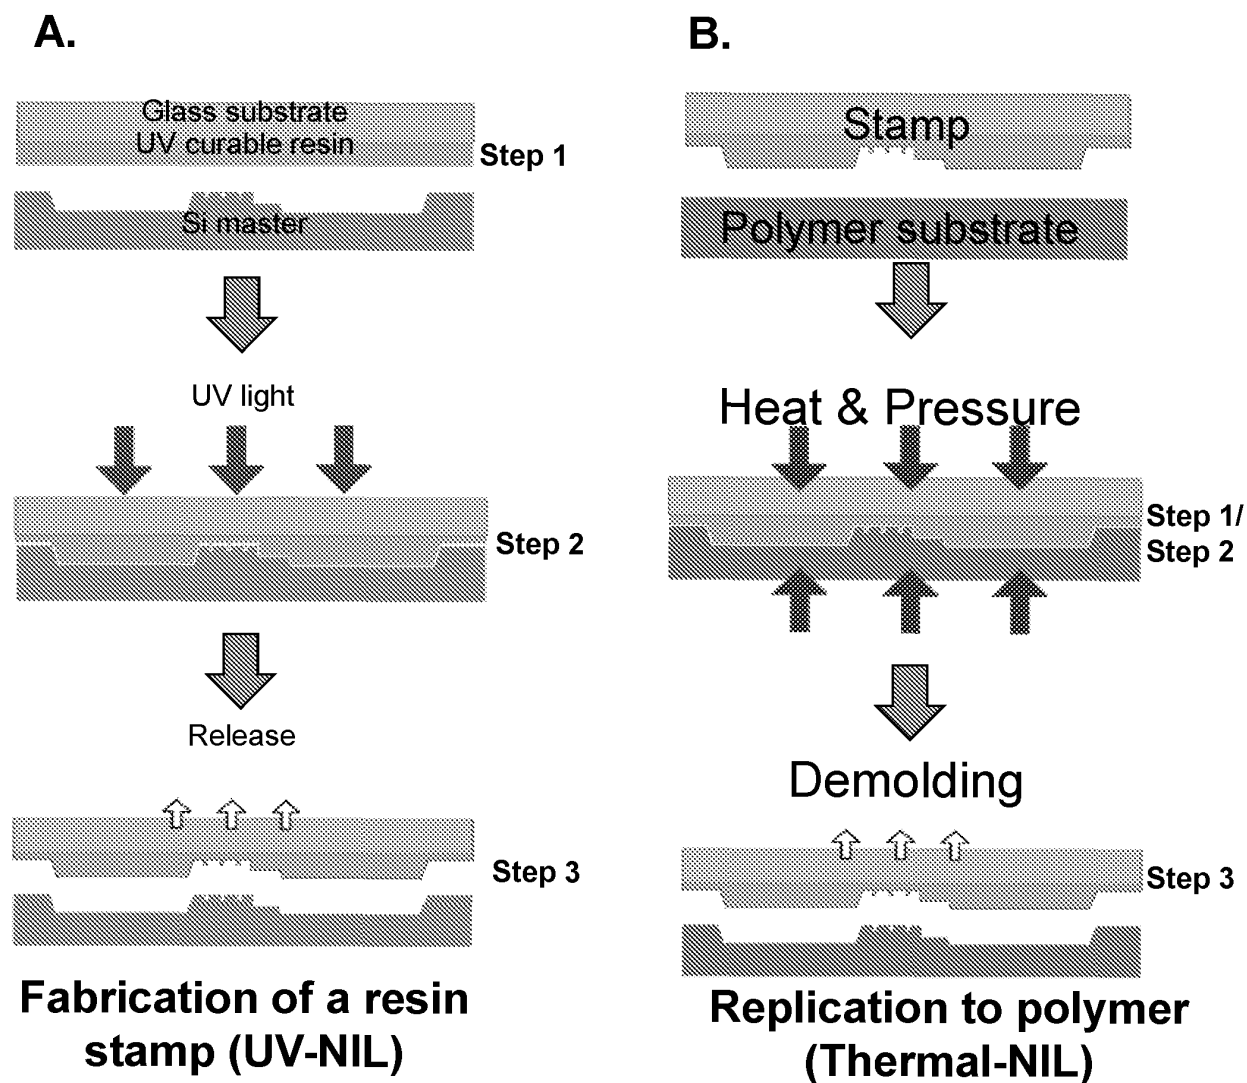 A.
Glass substrate
UV curable resin
Step 1
Si master
UV light
Step 2
Release
Step 3
Fabrication of a resin
stamp (UV-NIL)
B.
Stamp
Polymer substrate
Heat & Pressure
Step 1/
Step 2
Demolding
Step 3
Replication to polymer
(Thermal-NIL)